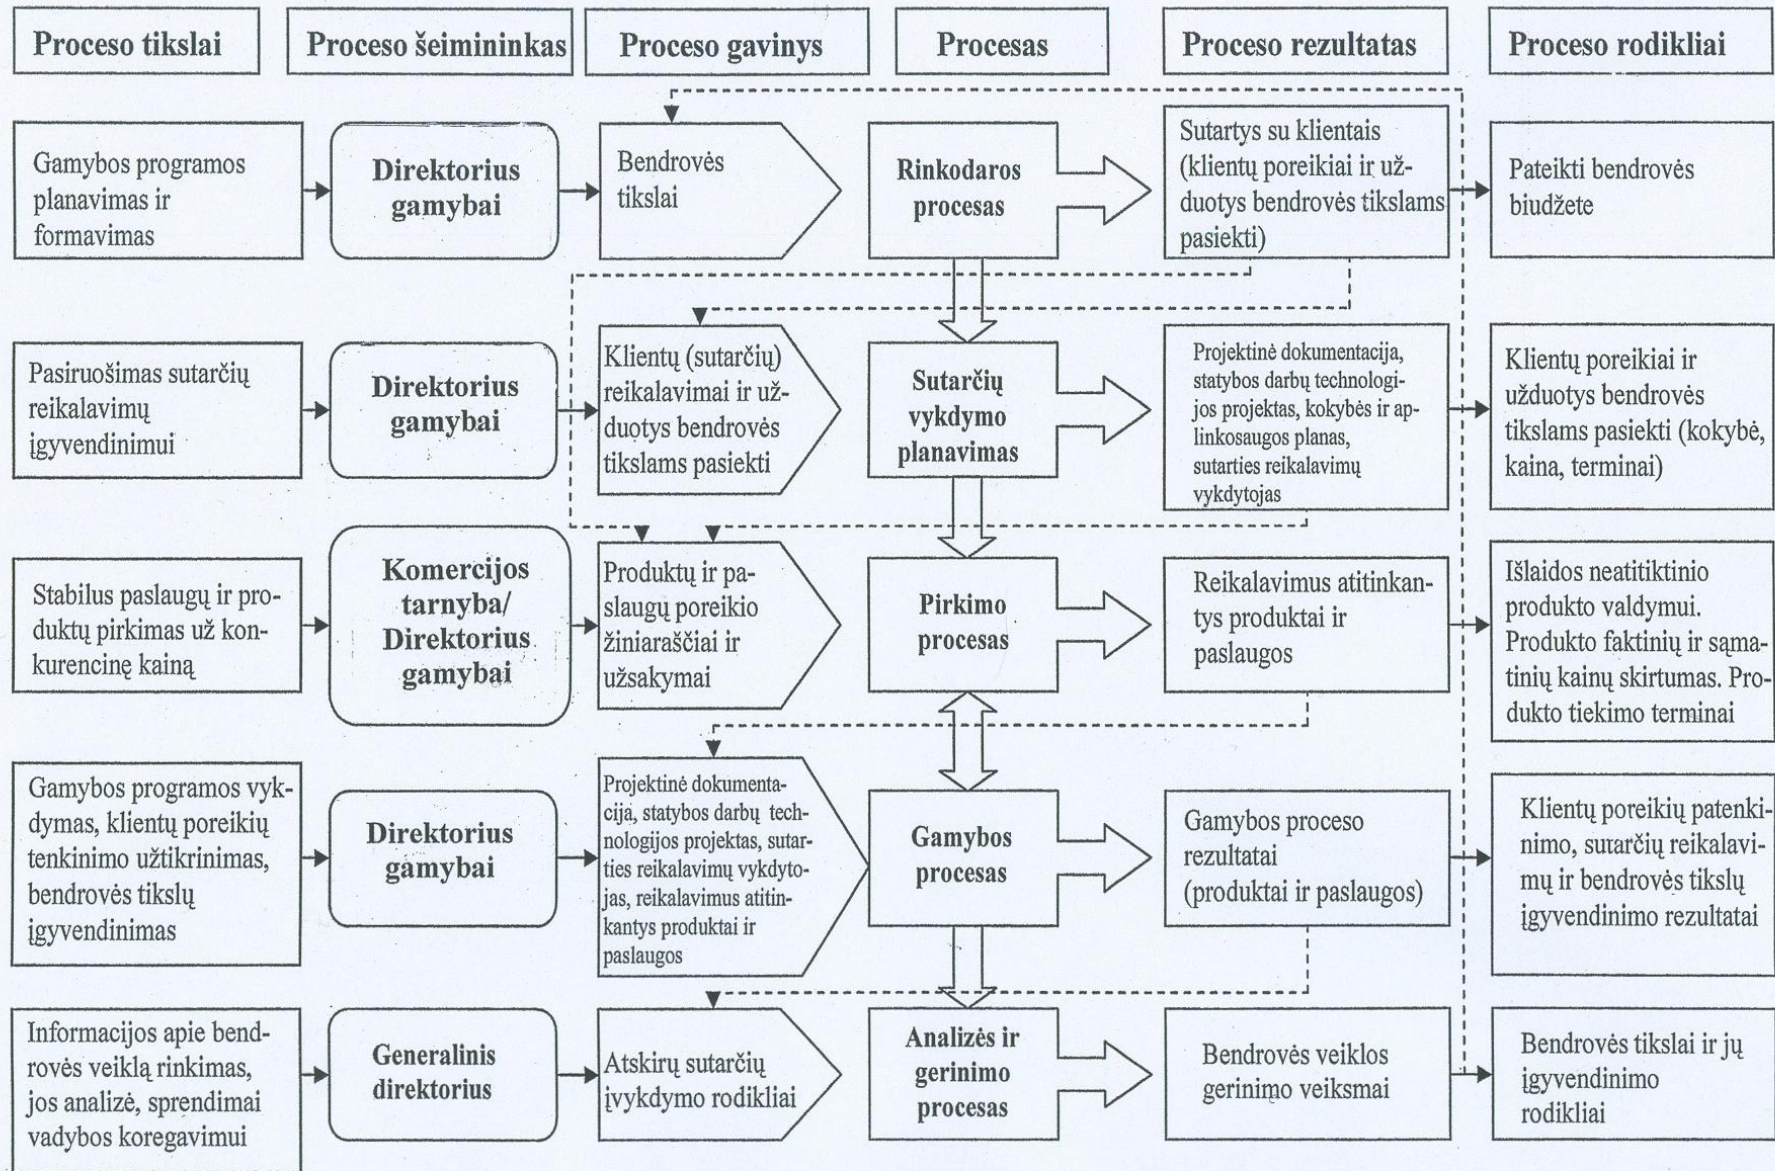 Proceso tikslai
Proceso šeimininkas
Proceso gavinys
Procesas
Proceso rezultatas
Proceso rodikliai
Gamybos programos
planavimas ir
formavimas
Direktorius
gamybai
Bendrovės
tikslai
Rinkodaros
procesas
Sutartys su klientais
(klientų poreikiai ir už-
duotys bendrovės tikslams
pasiekti)
Pateikti bendrovės
biudžete
Pasiruošimas sutarčių
reikalavimų
įgyvendinimui
Direktorius
gamybai
Klientų (sutarčių)
reikalavimai ir už-
duotys bendrovės
tikslams pasiekti
Sutarčių
vykdymo
planavimas
Projektinė dokumentacija,
statybos darbų technologi-
jos projektas, kokybės ir ap-
linkosaugos planas,
sutarties reikalavimų
vykdytojas
Klientų poreikiai ir
užduotys bendrovės
tikslams pasiekti (kokybė,
kaina, terminai)
Stabilus paslaugų ir pro-
duktų pirkimas už kon-
kurencinę kainą
Komercijos
tarnyba/
Direktorius
gamybai
Produktų ir pa-
slaugų poreikio
žiniaraščiai ir
užsakymai
Pirkimo
procesas
Reikalavimus atitinkan-
tys produktai ir
paslaugos
Išlaidos neatitiktinio
produkto valdymui.
Produkto faktinių ir sąma-
tinių kainų skirtumas. Pro-
dukto tiekimo terminai
Gamybos programos vyk-
dymas, klientų poreikių
tenkinimo užtikrinimas,
bendrovės tikslų
įgyvendinimas
Direktorius
gamybai
Projektinė dokumenta-
cija, statybos darbų tech-
nologijos projektas, sutar-
ties reikalavimų vykdyto-
jas, reikalavimus atitin-
kantys produktai ir
paslaugos
Gamybos
procesas
Gamybos proceso
rezultatai
(produktai ir paslaugos)
Klientų poreikių patenki-
nimo, sutarčių reikalavi-
mų ir bendrovės tikslų
įgyvendinimo rezultatai
Informacijos apie bend-
rovės veiklą rinkimas,
jos analizė, sprendimai
vadybos koregavimui
Generalinis
direktorius
Atskirų sutarčių
įvykdymo rodikliai
Analizės ir
gerinimo
procesas
Bendrovės veiklos
gerinimo veiksmai
Bendrovės tikslai ir jų
įgyvendinimo
rodikliai